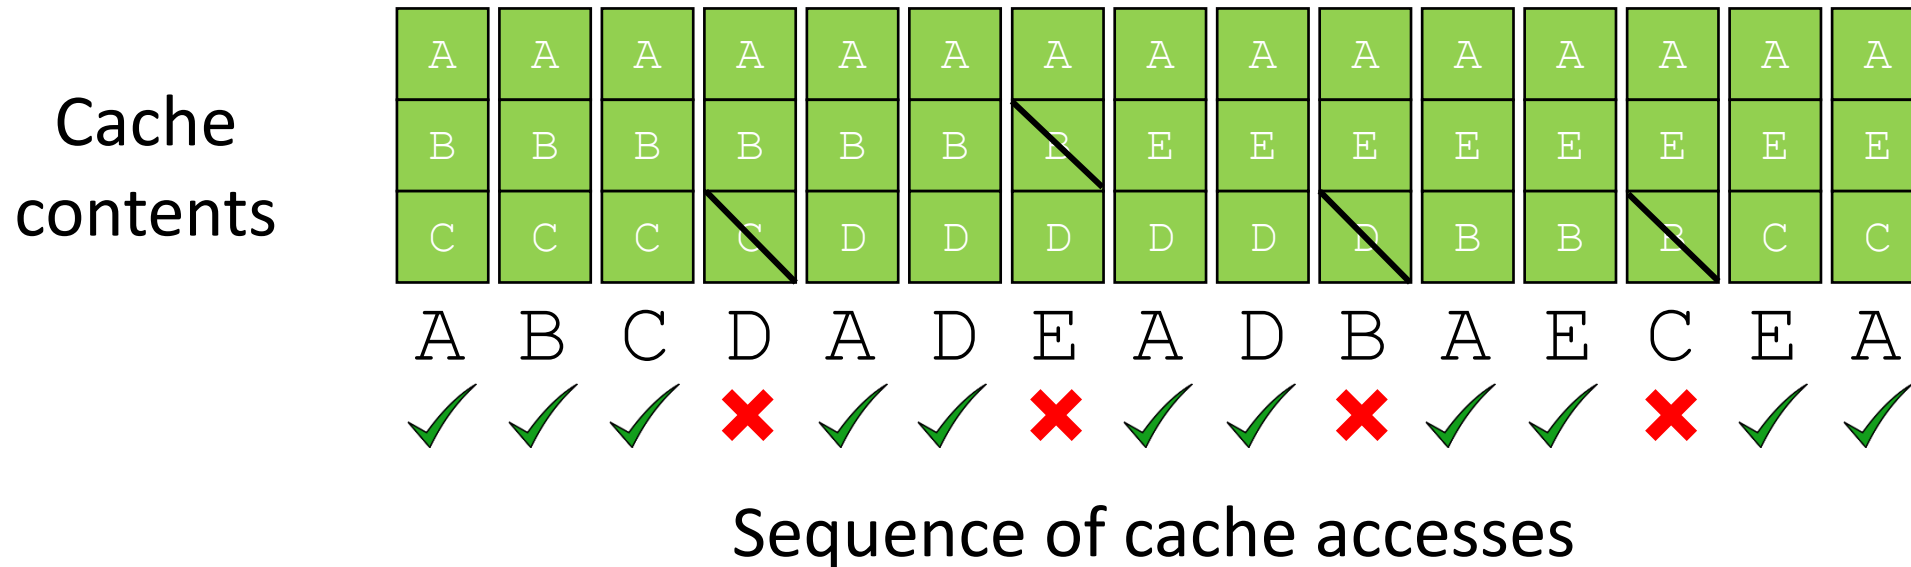 Cache
contents
A A A A A A A A A A A A A A A
B B B B B B B E E E E E E E E
C C C C D D D D D D B B B C C
A B C D A D E A D B A E C E A
Sequence of cache accesses